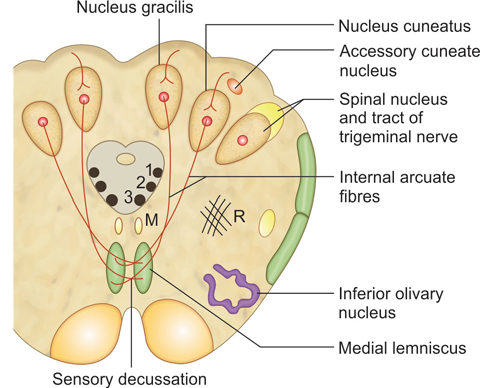 Nucleus gracilis
Nucleus cuneatus
Accessory cuneate
nucleus
Spinal nucleus
and tract of
trigeminal nerve
1
2
3
Internal arcuate
fibres
M
R
Inferior olivary
nucleus
Medial lemniscus
Sensory decussation